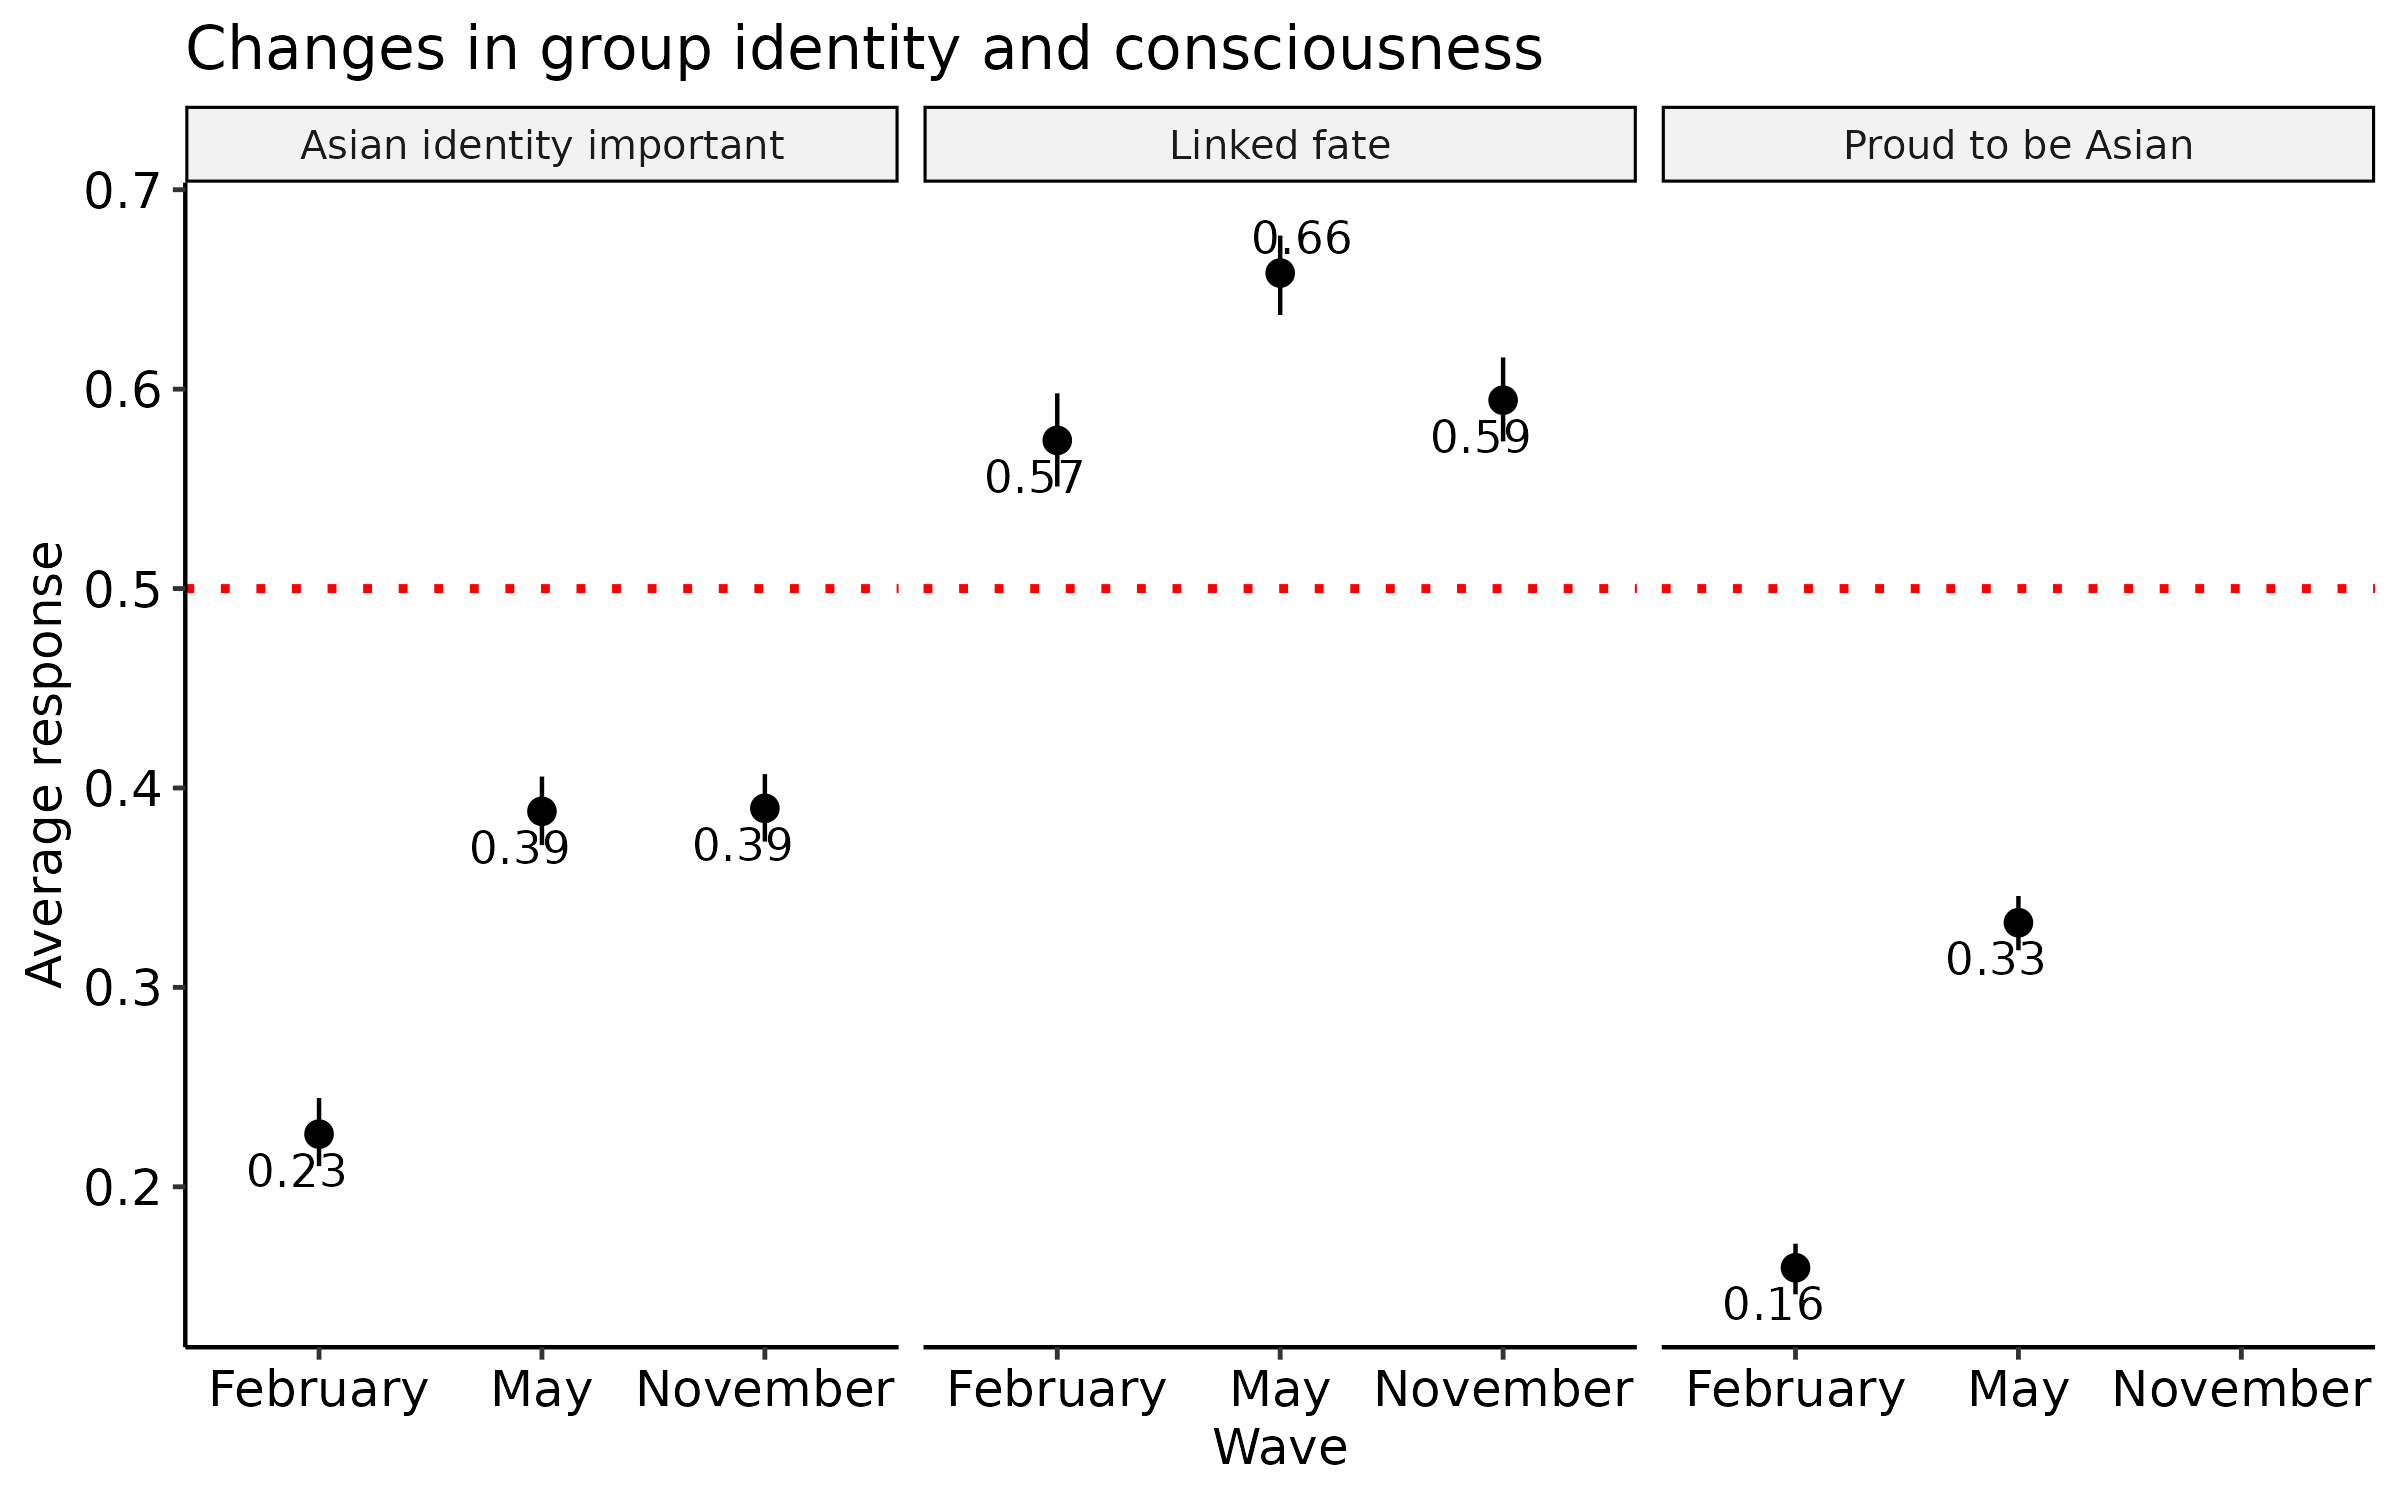 Changes in group identity and consciousness
Asian identity important
Linked fate
Proud to be Asian
Average response
0.7
0.6
0.5
0.4
0.3
0.2
0.23
0.39
0.39
0.57
0.66
0.59
0.16
0.33
February May November
February May November
February May November
Wave